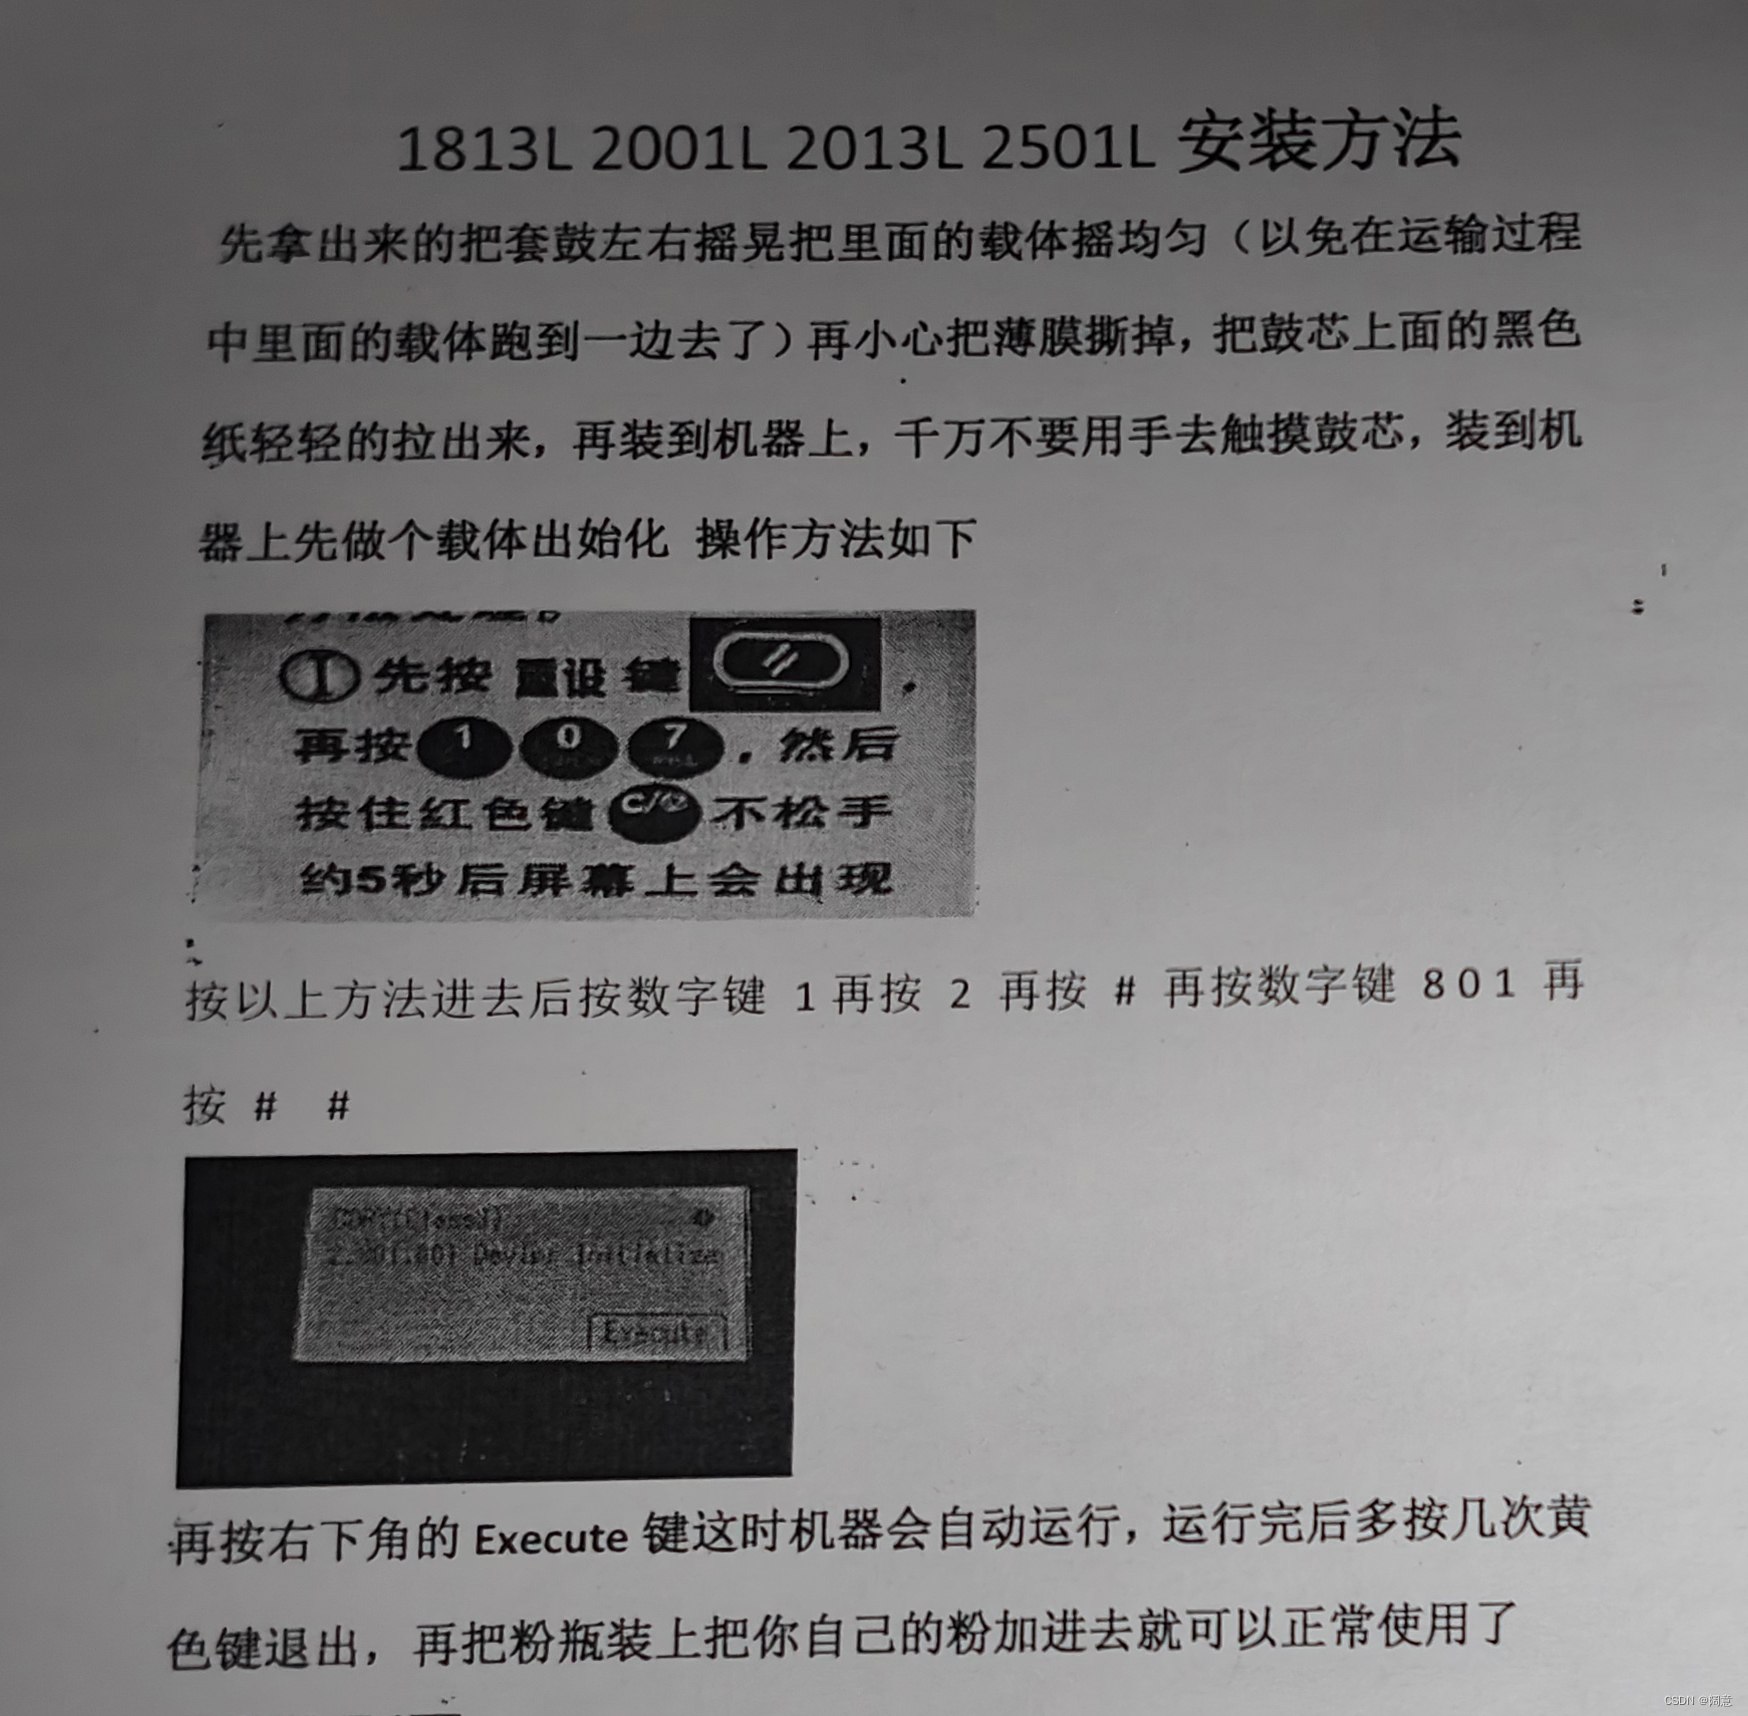 1813L 2001L 2013L 2501L 安装方法
先拿出来的把套鼓左右摇晃把里面的载体摇均匀（以免在运输过程
中里面的载体跑到一边去了）再小心把薄膜撕掉，把鼓芯上面的黑色
纸轻轻的拉出来，再装到机器上，千万不要用手去触摸鼓芯，装到机
器上先做个载体出始化 操作方法如下
①先按 重设 键
再按 1 0 7 ，然后
按住红色键 C/ 不松手
约5秒后屏幕上会出现
按以上方法进去后按数字键 1 再按 2 再按 # 再按数字键 8 0 1 再
按 # #
Initialize
Execute
再按右下角的 Execute 键这时机器会自动运行，运行完后多按几次黄
色键退出，再把粉瓶装上把你自己的粉加进去就可以正常使用了
CSDN @阔意